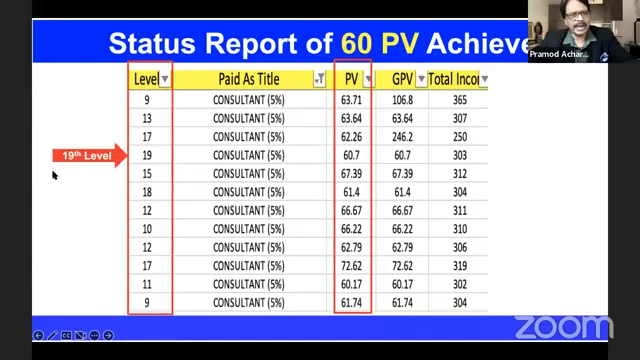 Status Report of 60 PV Achieve
Pramod Achar...
Level Paid As Title PV GPV Total Incor
9 CONSULTANT (5%) 63.71 106.8 365
13 CONSULTANT (5%) 63.64 63.64 307
17 CONSULTANT (5%) 62.26 246.2 250
19th Level
19 CONSULTANT (5%) 60.7 60.7 303
15 CONSULTANT (5%) 67.39 67.39 312
18 CONSULTANT (5%) 61.4 61.4 304
12 CONSULTANT (5%) 66.67 66.67 311
10 CONSULTANT (5%) 66.22 66.22 310
12 CONSULTANT (5%) 62.79 62.79 306
17 CONSULTANT (5%) 72.62 72.62 319
11 CONSULTANT (5%) 60.17 60.17 302
9 CONSULTANT (5%) 61.74 61.74 304
zoom